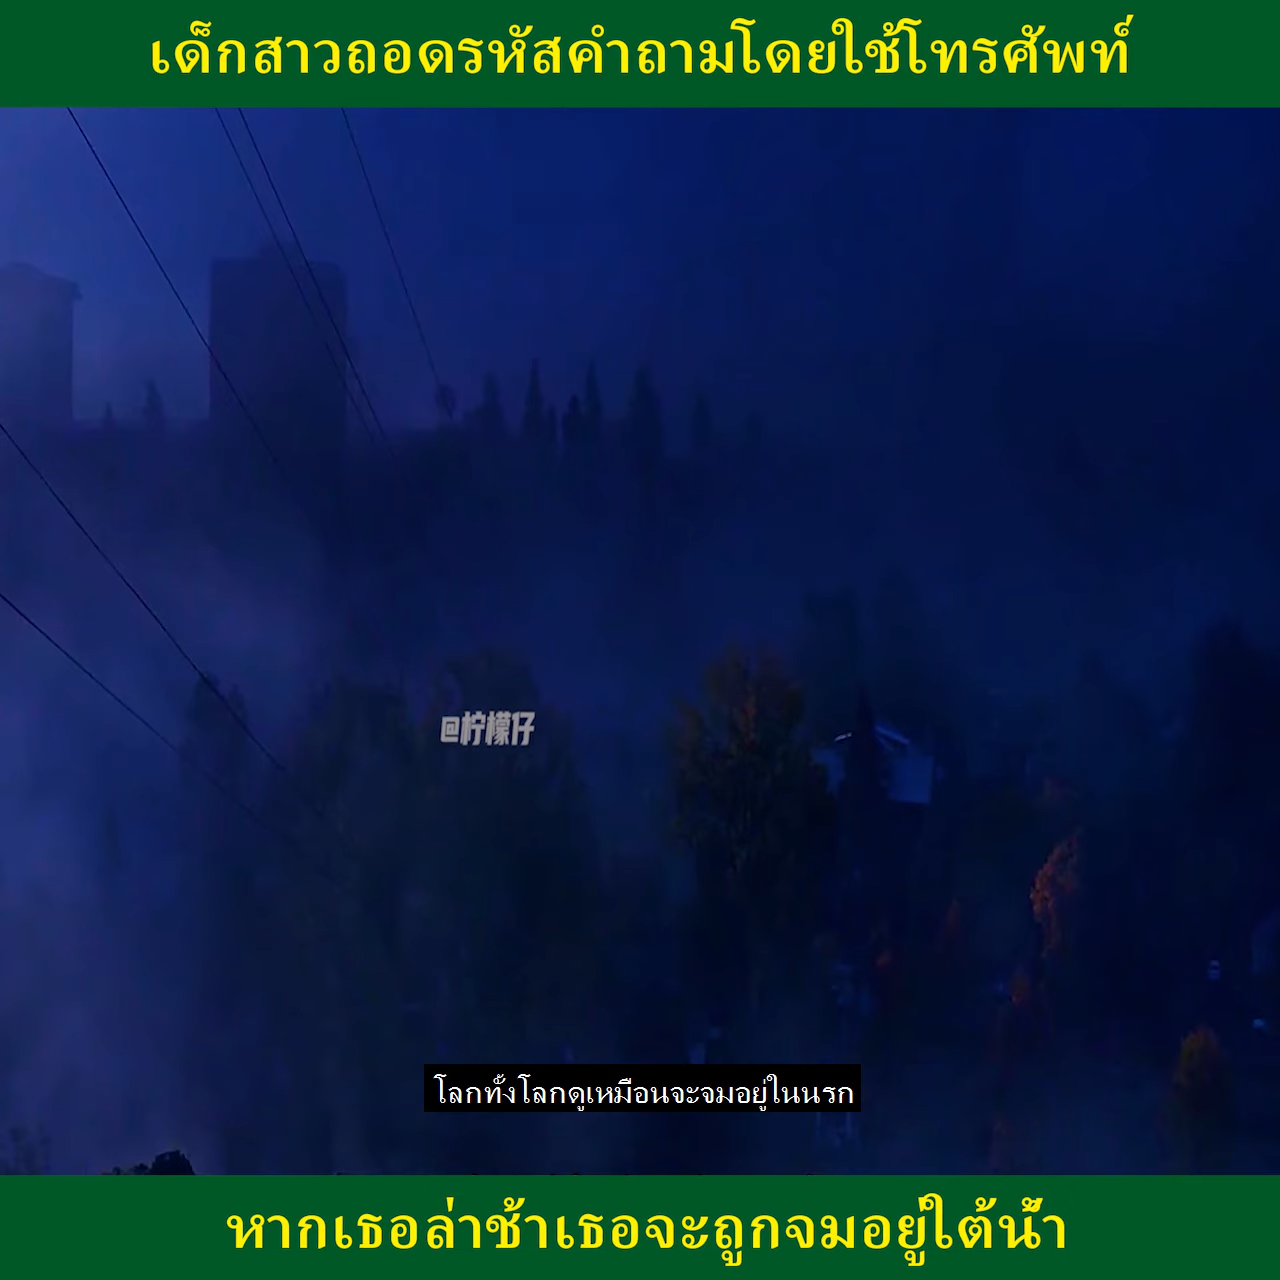 เด็กสาวถอดรหัสคำถามโดยใช้โทรศัพท์
@柠檬仔
โลกทั้งโลกดูเหมือนจะจมอยู่ในนรก
หากเธอล่าช้าเธอจะถูกจมอยู่ใต้น้ำ